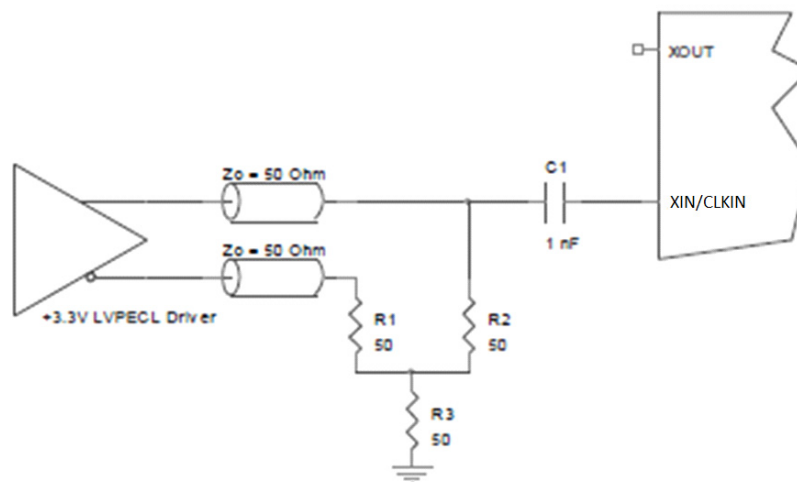 XOUT
Zo = 50 Ohm
C1
XIN/CLKIN
1 nF
Zo = 50 Ohm
+3.3V LVPECL Driver
R1
50
R2
50
R3
50